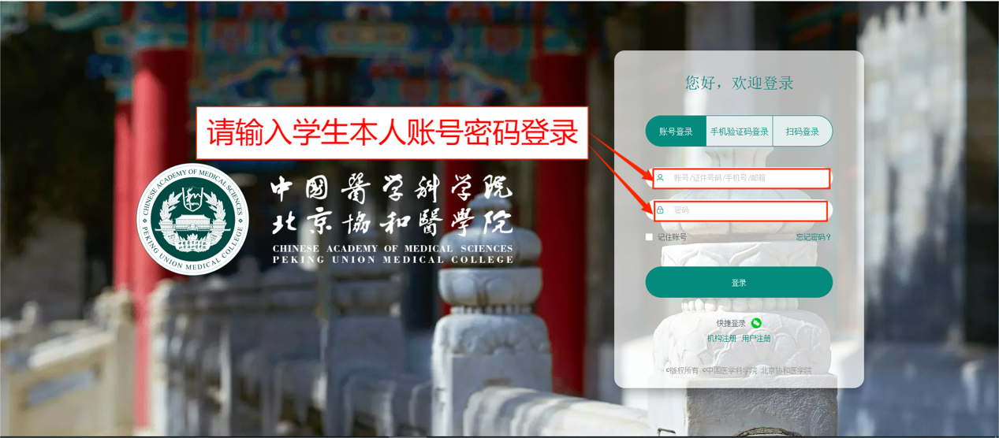 请输入学生本人账号密码登录
CHINESE ACADEMY OF MEDICAL SCIENCES
PEKING UNION MEDICAL COLLEGE
中國醫学科学院
北京協和醫學院
CHINESE ACADEMY OF MEDICAL SCIENCES
PEKING UNION MEDICAL COLLEGE
您好，欢迎登录
账号登录 手机验证码登录 扫码登录
账号/证件号码/手机号/邮箱
密码
记住账号 忘记密码？
登录
快捷登录
机构注册 用户注册
©版权所有 ©中国医学科学院 北京协和医学院